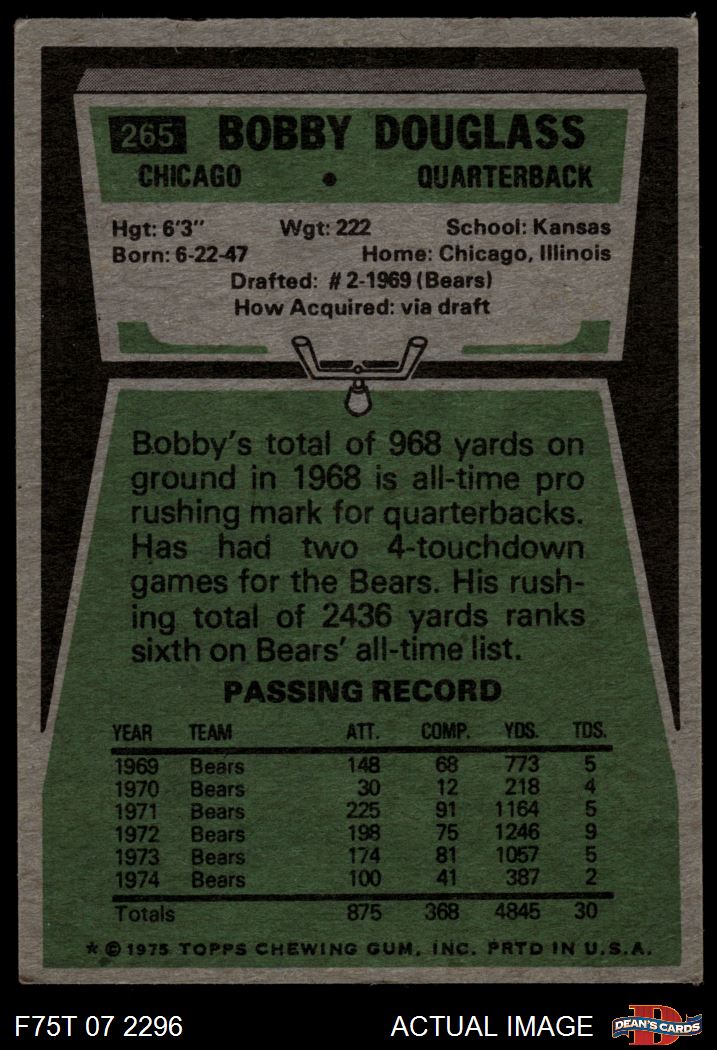 265 BOBBY DOUGLASS
CHICAGO • QUARTERBACK
Hgt: 6'3" Wgt: 222 School: Kansas
Born: 6-22-47 Home: Chicago, Illinois
Drafted: #2-1969 (Bears)
How Acquired: via draft
Bobby's total of 968 yards on
ground in 1968 is all-time pro
rushing mark for quarterbacks.
Has had two 4-touchdown
games for the Bears. His rush-
ing total of 2436 yards ranks
sixth on Bears' all-time list.
PASSING RECORD
YEAR TEAM ATT. COMP. YDS. TDS.
1969 Bears 148 68 773 5
1970 Bears 30 12 218 4
1971 Bears 225 91 1164 5
1972 Bears 198 75 1246 9
1973 Bears 174 81 1057 5
1974 Bears 100 41 387 2
Totals 875 368 4845 30
* © 1975 TOPPS CHEWING GUM, INC. PRTD IN U.S.A.
F75T 07 2296 ACTUAL IMAGE D DEAN'S CARDS